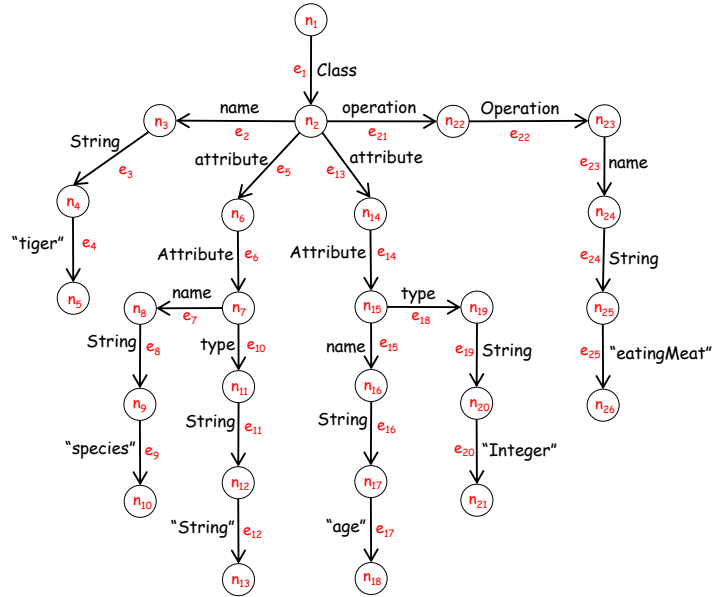 n1
e1 Class
n3 name n2 operation n22 Operation n23
e2 e21 e22
String e3 attribute e5 e13 attribute e23 name
n4 n6 n14 n24
“tiger” e4 Attribute e6 Attribute e14 e24 String
n5 n8 name n7 n15 type n19 n25
e7 e18
String e8 type e10 name e15 e19 String e25 “eatingMeat”
n9 n11 n16 n20 n26
String e11 String e16
“species” e9 e20 “Integer”
n10 n12 n17 n21
“String” e12 “age” e17
n13 n18